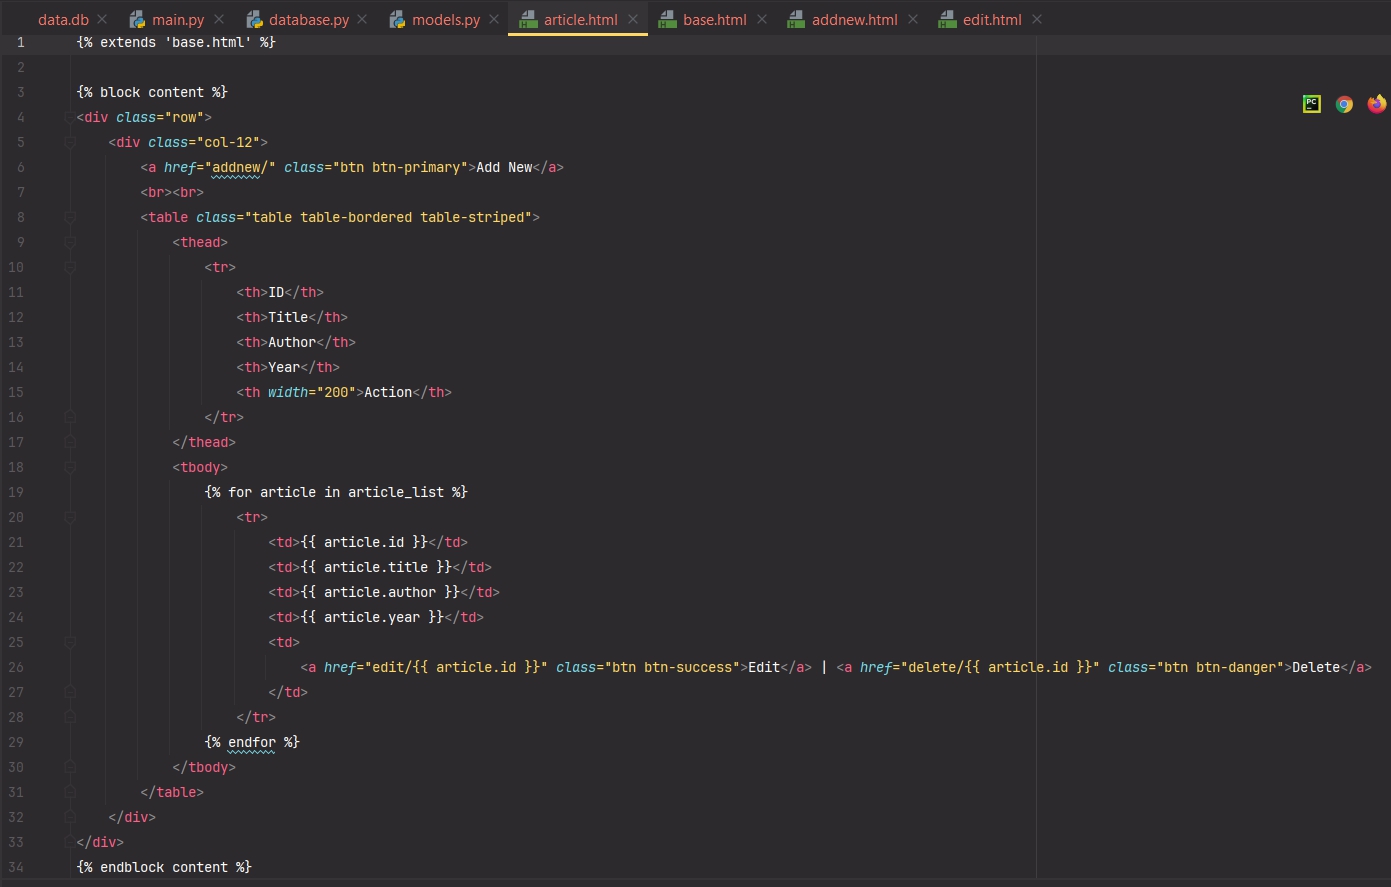 data.db main.py database.py models.py article.html base.html addnew.html edit.html
1 {% extends 'base.html' %}
2
3 {% block content %}
4 <div class="row">
5 <div class="col-12">
6 <a href="addnew/" class="btn btn-primary">Add New</a>
7 <br><br>
8 <table class="table table-bordered table-striped">
9 <thead>
10 <tr>
11 <th>ID</th>
12 <th>Title</th>
13 <th>Author</th>
14 <th>Year</th>
15 <th width="200">Action</th>
16 </tr>
17 </thead>
18 <tbody>
19 {% for article in article_list %}
20 <tr>
21 <td>{{ article.id }}</td>
22 <td>{{ article.title }}</td>
23 <td>{{ article.author }}</td>
24 <td>{{ article.year }}</td>
25 <td>
26 <a href="edit/{{ article.id }}" class="btn btn-success">Edit</a> | <a href="delete/{{ article.id }}" class="btn btn-danger">Delete</a>
27 </td>
28 </tr>
29 {% endfor %}
30 </tbody>
31 </table>
32 </div>
33 </div>
34 {% endblock content %}
PC